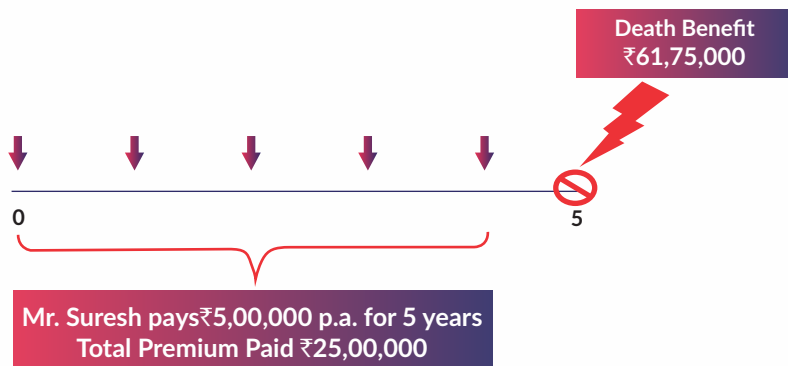 Death Benefit
₹61,75,000
0
5
Mr. Suresh pays₹5,00,000 p.a. for 5 years
Total Premium Paid ₹25,00,000